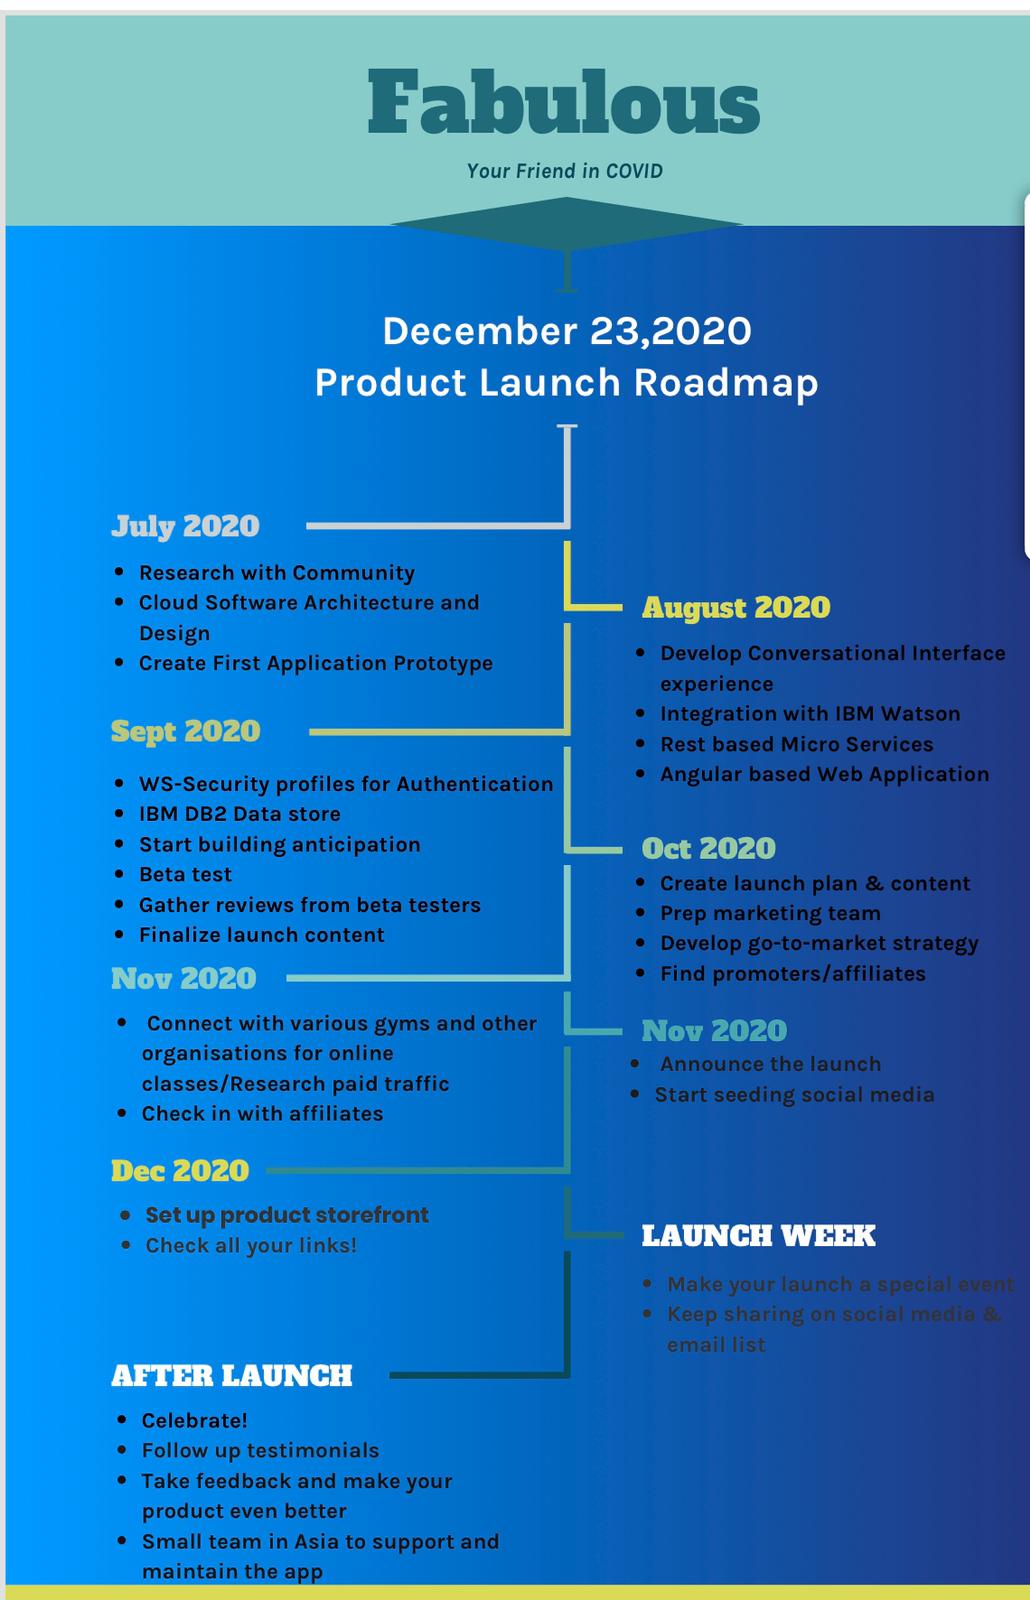 Fabulous
Your Friend in COVID
December 23,2020
Product Launch Roadmap
July 2020
• Research with Community
• Cloud Software Architecture and
Design
• Create First Application Prototype
August 2020
• Develop Conversational Interface
experience
• Integration with IBM Watson
• Rest based Micro Services
• Angular based Web Application
Sept 2020
• WS-Security profiles for Authentication
• IBM DB2 Data store
• Start building anticipation
• Beta test
• Gather reviews from beta testers
• Finalize launch content
Oct 2020
• Create launch plan & content
• Prep marketing team
• Develop go-to-market strategy
• Find promoters/affiliates
Nov 2020
• Connect with various gyms and other
organisations for online
classes/Research paid traffic
• Check in with affiliates
Nov 2020
• Announce the launch
• Start seeding social media
Dec 2020
• Set up product storefront
• Check all your links!
LAUNCH WEEK
• Make your launch a special event
• Keep sharing on social media &
email list
AFTER LAUNCH
• Celebrate!
• Follow up testimonials
• Take feedback and make your
product even better
• Small team in Asia to support and
maintain the app